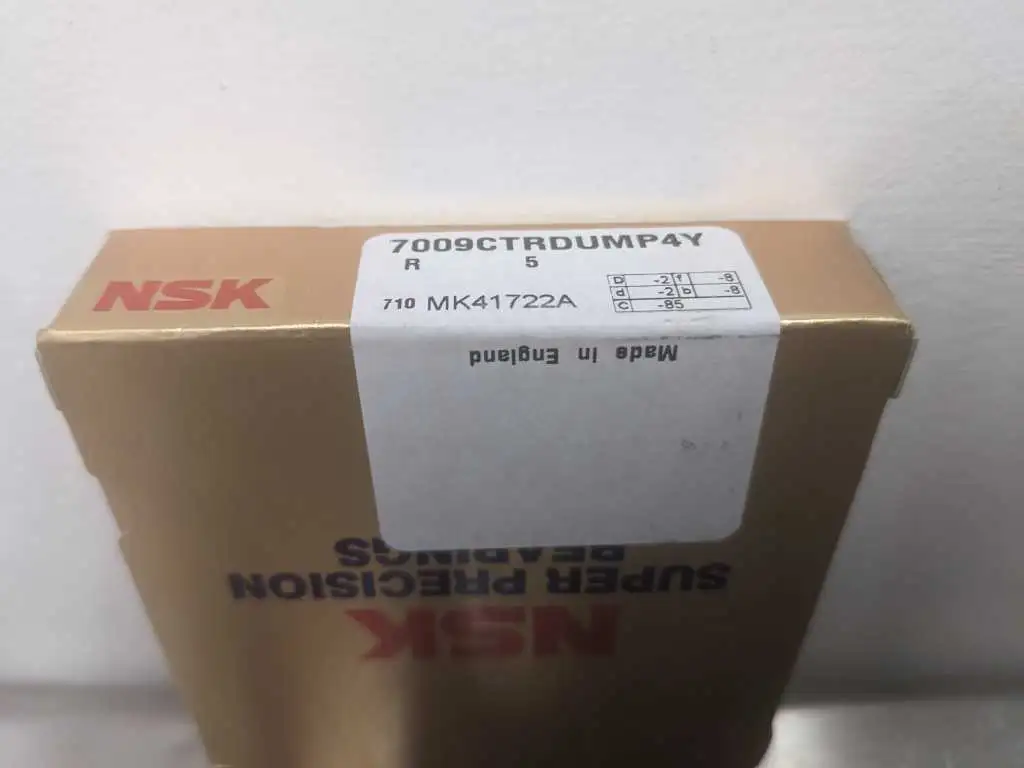 7009CTRDUMP4Y
R 5
NSK
710 MK41722A
D -2 f -8
d -2 b -8
C -85
Made in England
BEARINGS
SUPER PRECISION
NSK